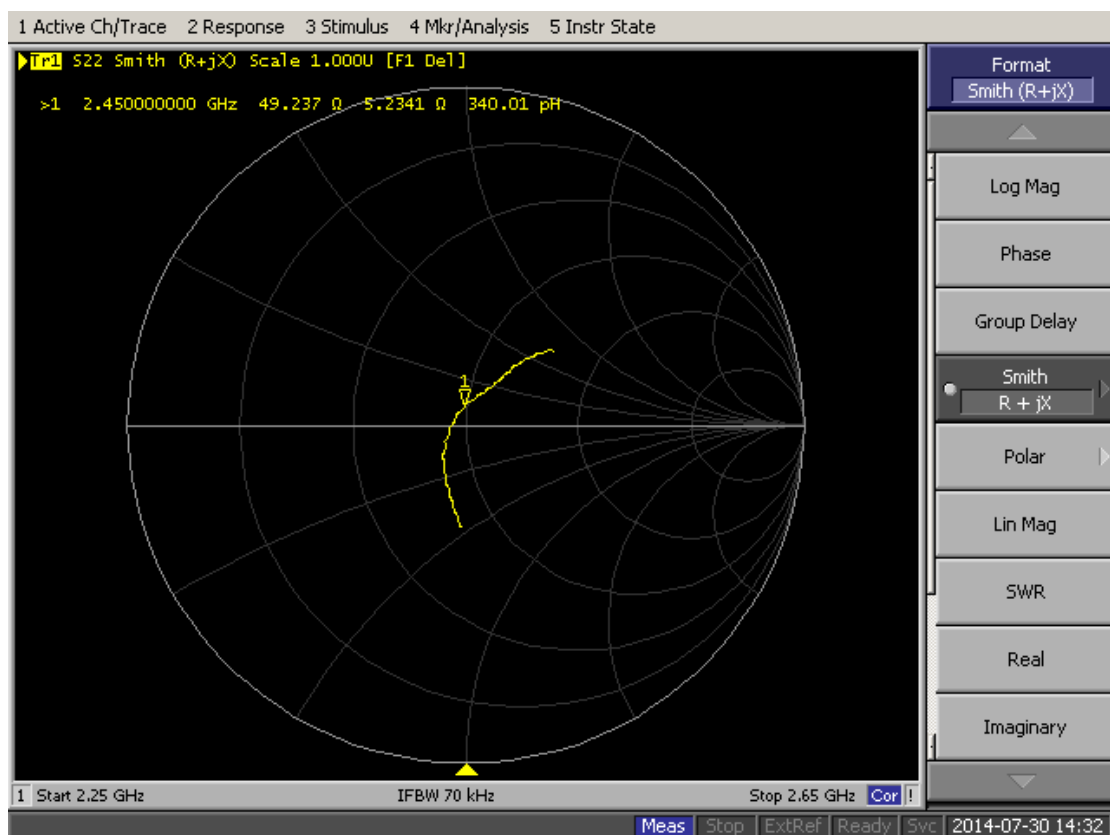 1 Active Ch/Trace 2 Response 3 Stimulus 4 Mkr/Analysis 5 Instr State
Tr1 S22 Smith (R+jX) Scale 1.000U [F1 Del]
>1 2.450000000 GHz 49.237 Ω 5.2341 Ω 340.01 pH
1
Format
Smith (R+jX)
Log Mag
Phase
Group Delay
Smith
R + jX
Polar
Lin Mag
SWR
Real
Imaginary
1 Start 2.25 GHz IFBW 70 kHz Stop 2.65 GHz Cor !
Meas Stop ExtRef Ready Svc 2014-07-30 14:32